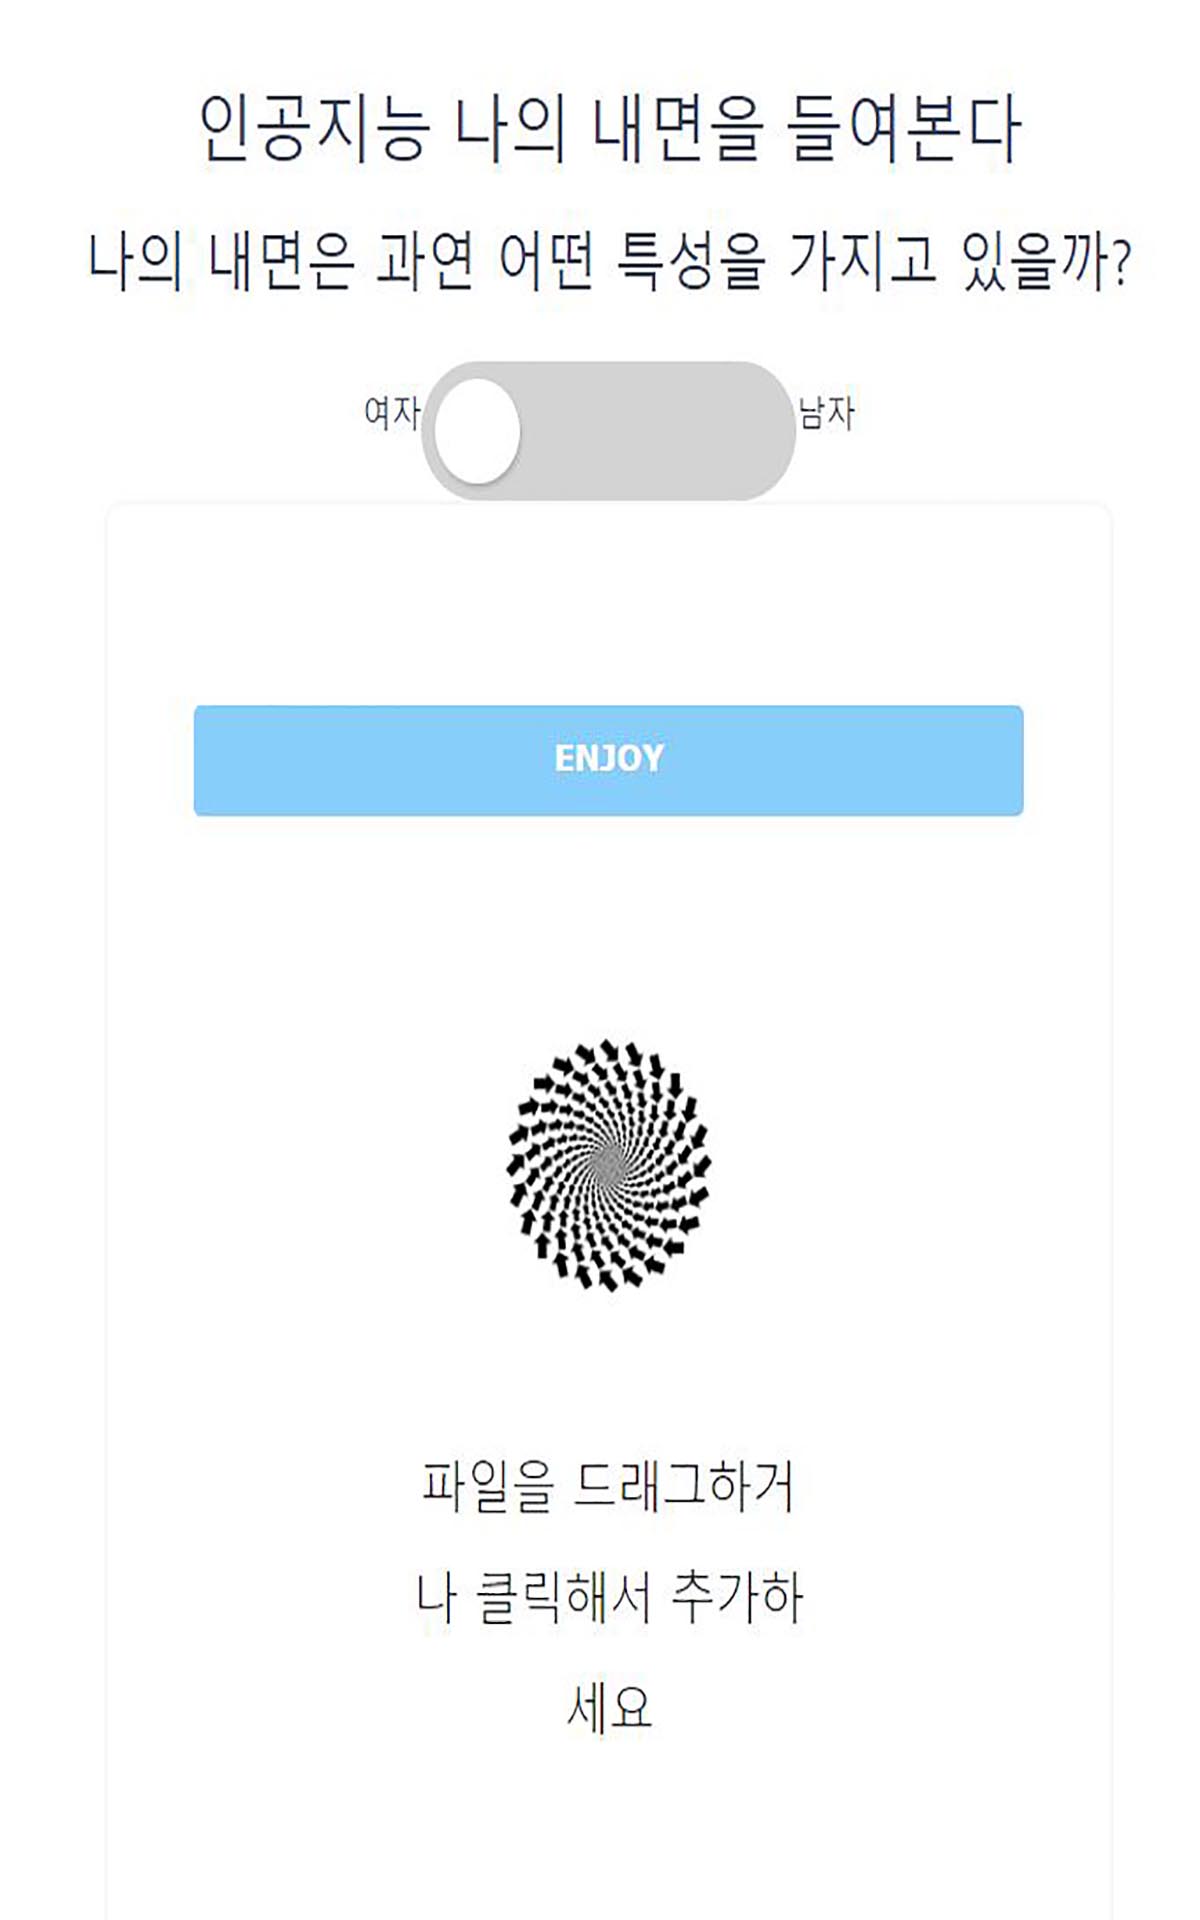 인공지능 나의 내면을 들여본다
나의 내면은 과연 어떤 특성을 가지고 있을까?
여자 남자
ENJOY
파일을 드래그하거
나 클릭해서 추가하
세요